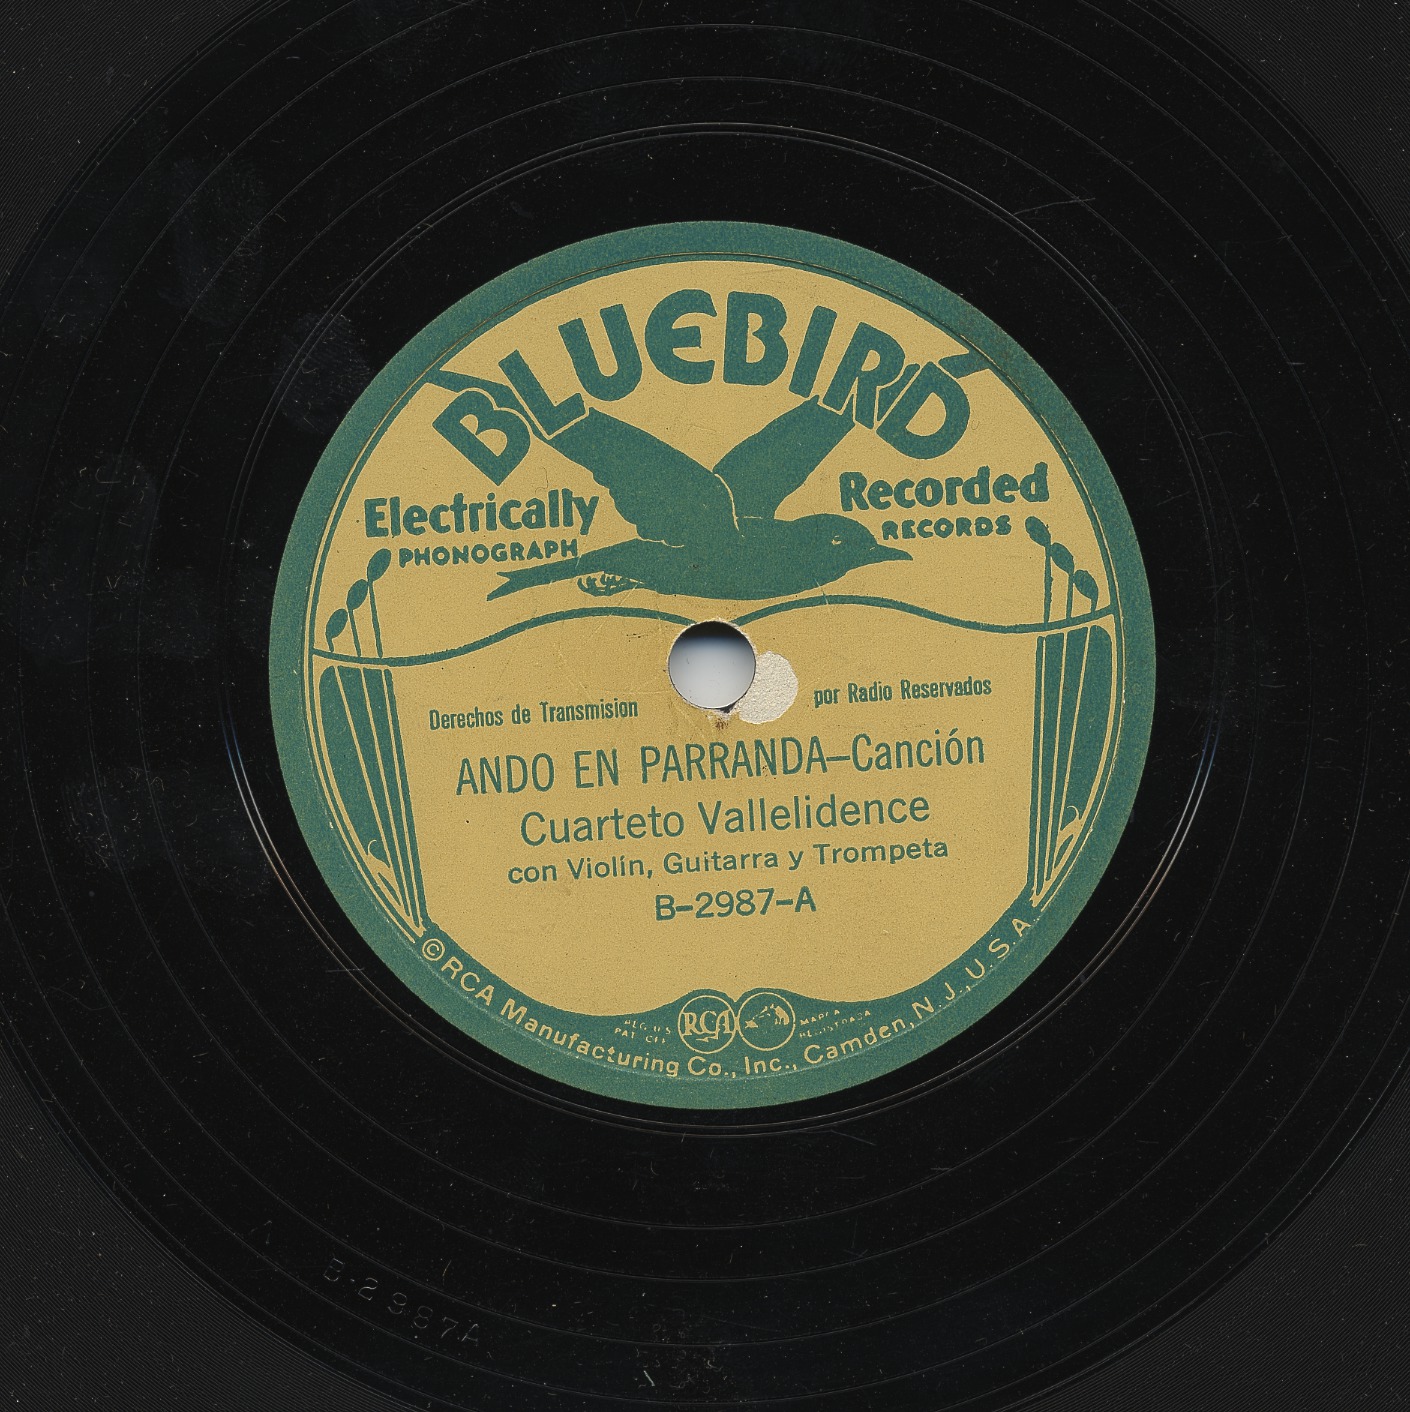 BLUEBIRD
Electrically Recorded
PHONOGRAPH RECORDS
Derechos de Transmision por Radio Reservados
ANDO EN PARRANDA–Canción
Cuarteto Vallelidence
con Violín, Guitarra y Trompeta
B–2987–A
RCA
© RCA Manufacturing Co., Inc., Camden, N. J., U. S. A.
B-2987A